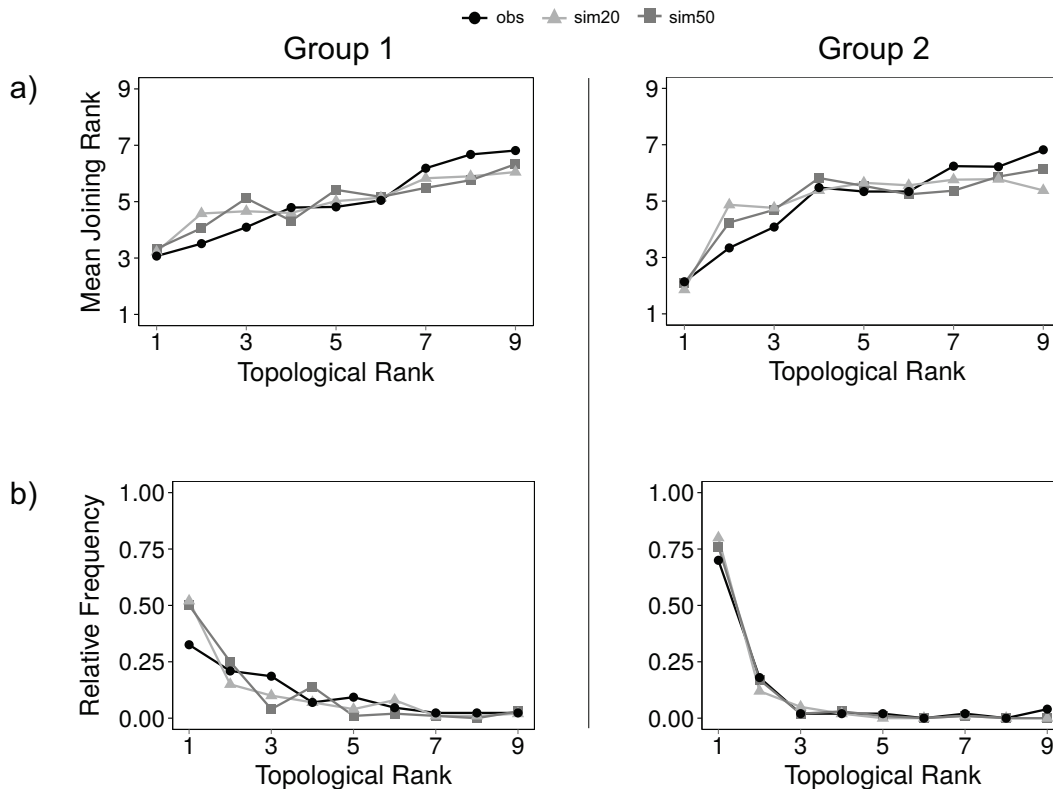 obs sim20 sim50
Group 1 Group 2
a)
Mean Joining Rank
9
7
5
3
1
1 3 5 7 9
Topological Rank
9
7
5
3
1
1 3 5 7 9
Topological Rank
b)
Relative Frequency
1.00
0.75
0.50
0.25
0.00
1 3 5 7 9
Topological Rank
1.00
0.75
0.50
0.25
0.00
1 3 5 7 9
Topological Rank